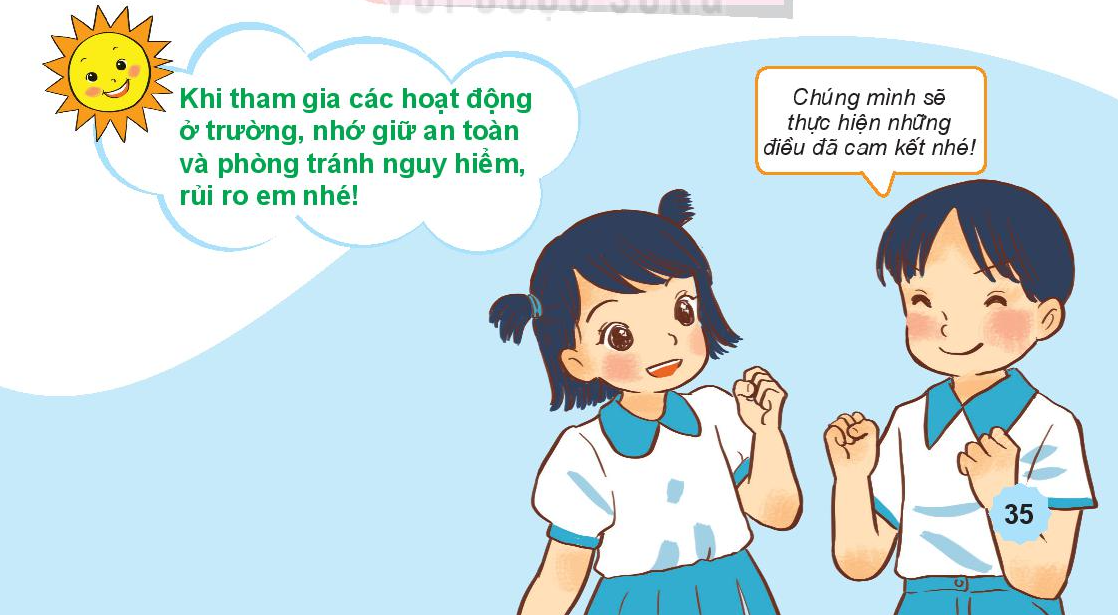 Khi tham gia các hoạt động
ở trường, nhớ giữ an toàn
và phòng tránh nguy hiểm,
rủi ro em nhé!
Chúng mình sẽ
thực hiện những
điều đã cam kết nhé!
35